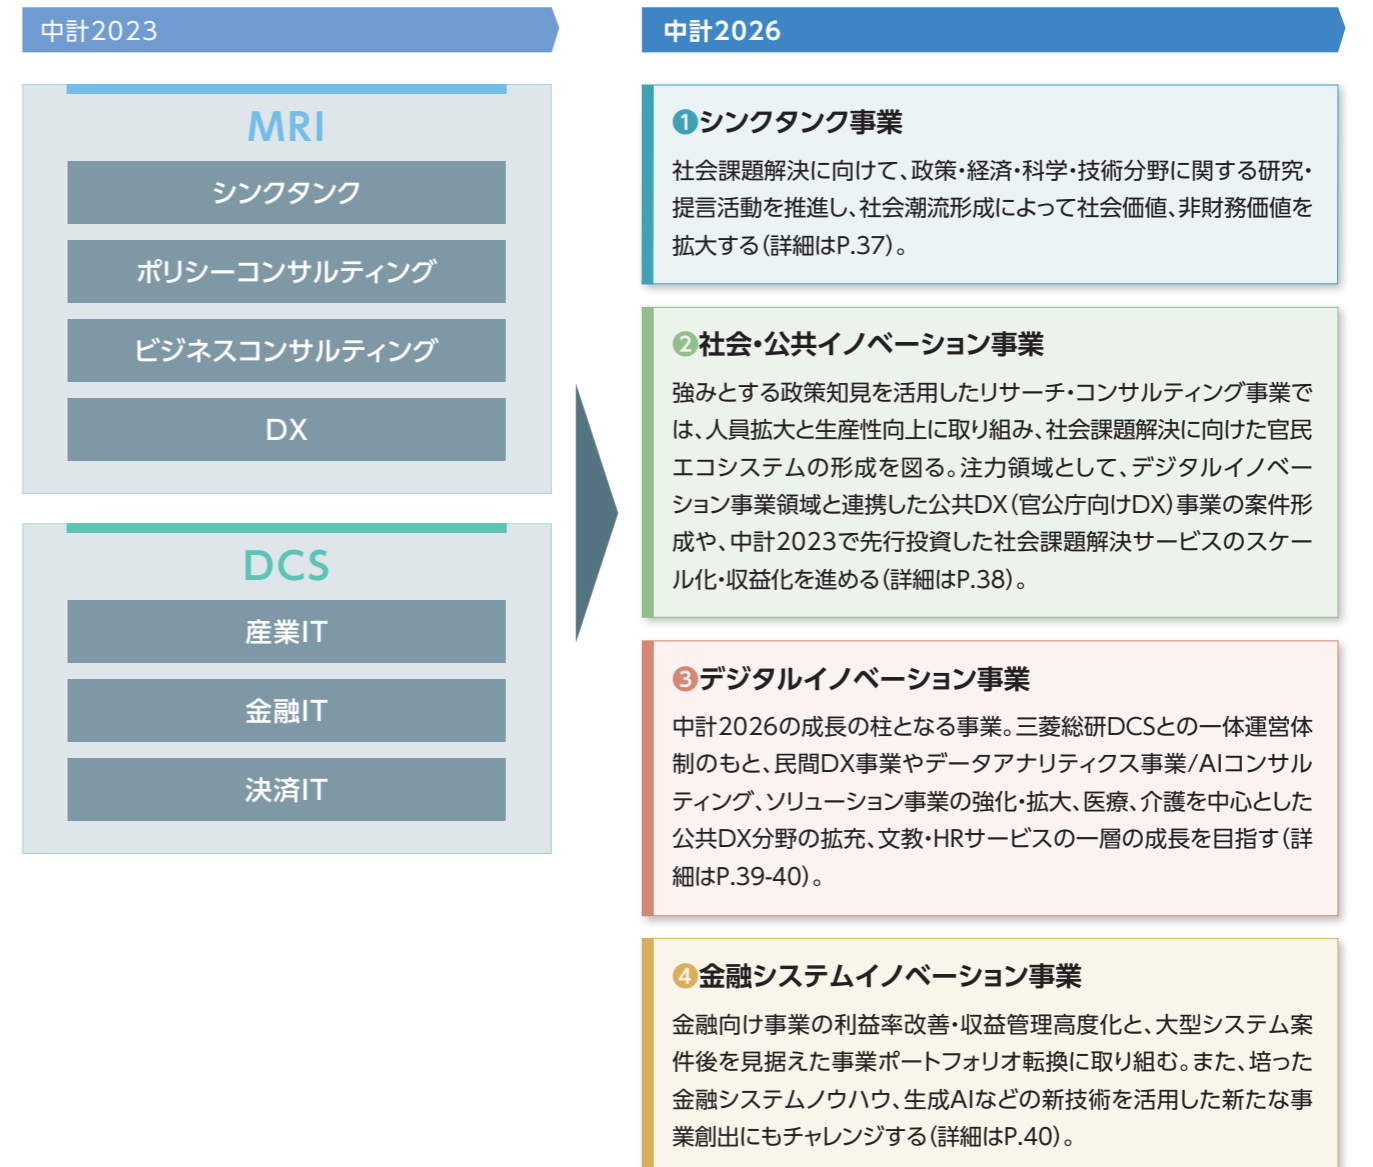 中計2023
MRI
シンクタンク
ポリシーコンサルティング
ビジネスコンサルティング
DX
DCS
産業IT
金融IT
決済IT
中計2026
❶シンクタンク事業
社会課題解決に向けて、政策・経済・科学・技術分野に関する研究・
提言活動を推進し、社会潮流形成によって社会価値、非財務価値を
拡大する（詳細はP.37）。
❷社会・公共イノベーション事業
強みとする政策知見を活用したリサーチ・コンサルティング事業で
は、人員拡大と生産性向上に取り組み、社会課題解決に向けた官民
エコシステムの形成を図る。注力領域として、デジタルイノベー
ション事業領域と連携した公共DX（官公庁向けDX）事業の案件形
成や、中計2023で先行投資した社会課題解決サービスのスケー
ル化・収益化を進める（詳細はP.38）。
❸デジタルイノベーション事業
中計2026の成長の柱となる事業。三菱総研DCSとの一体運営体
制のもと、民間DX事業やデータアナリティクス事業/AIコンサル
ティング、ソリューション事業の強化・拡大、医療、介護を中心とした
公共DX分野の拡充、文教・HRサービスの一層の成長を目指す（詳
細はP.39-40）。
❹金融システムイノベーション事業
金融向け事業の利益率改善・収益管理高度化と、大型システム案
件後を見据えた事業ポートフォリオ転換に取り組む。また、培った
金融システムノウハウ、生成AIなどの新技術を活用した新たな事
業創出にもチャレンジする（詳細はP.40）。